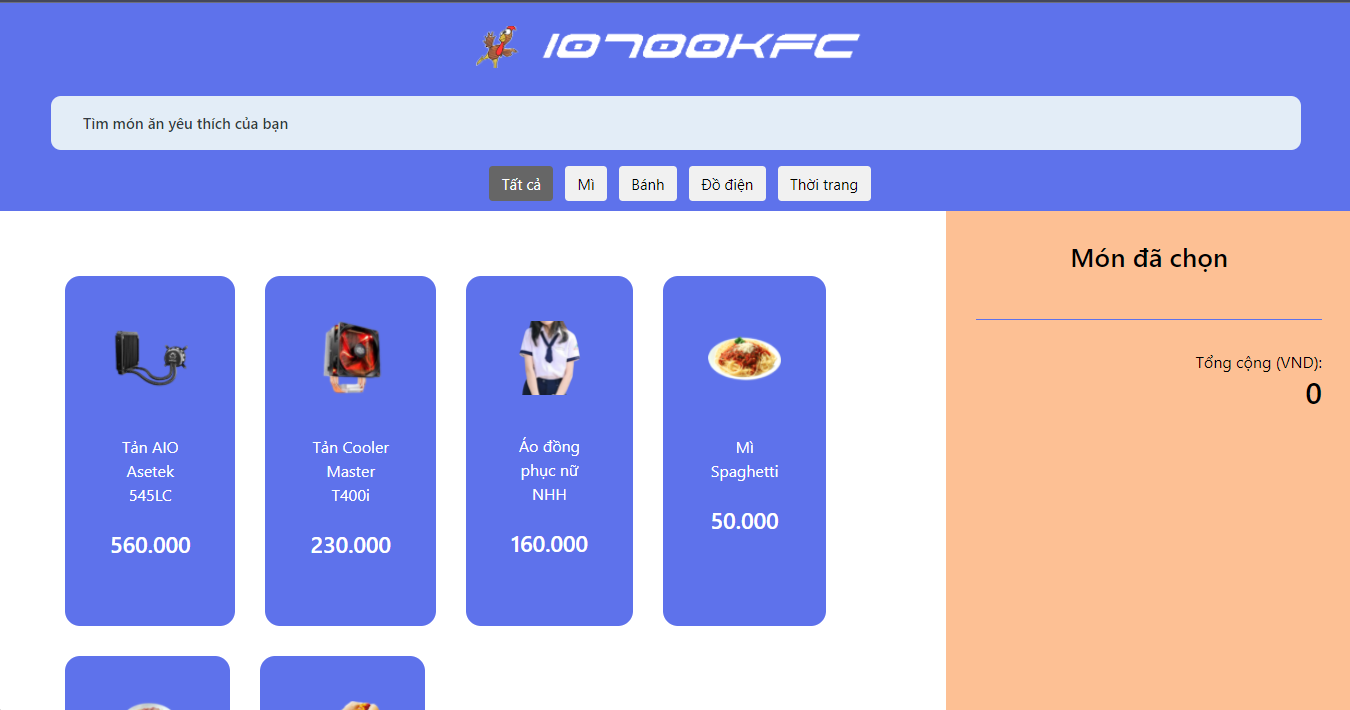 10700KFC
Tìm món ăn yêu thích của bạn
Tất cả
Mì
Bánh
Đồ điện
Thời trang
Món đã chọn
Tổng cộng (VND):
0
Tản AIO
Asetek
545LC
560.000
Tản Cooler
Master
T400i
230.000
Áo đồng
phục nữ
NHH
160.000
Mì
Spaghetti
50.000